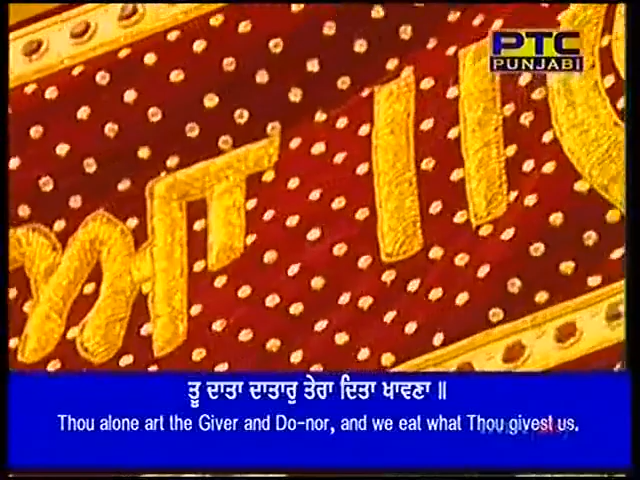 PTC
PUNJABI
ਤੂ ਦਾਤਾ ਦਾਤਾਰੁ ਤੇਰਾ ਦਿਤਾ ਖਾਵਣਾ ॥
Thou alone art the Giver and Do-nor, and we eat what Thou givest us.